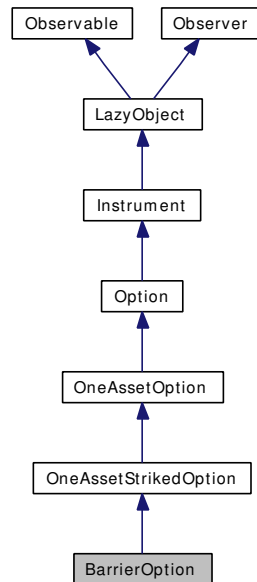 Observable
Observer
LazyObject
Instrument
Option
OneAssetOption
OneAssetStrikedOption
BarrierOption